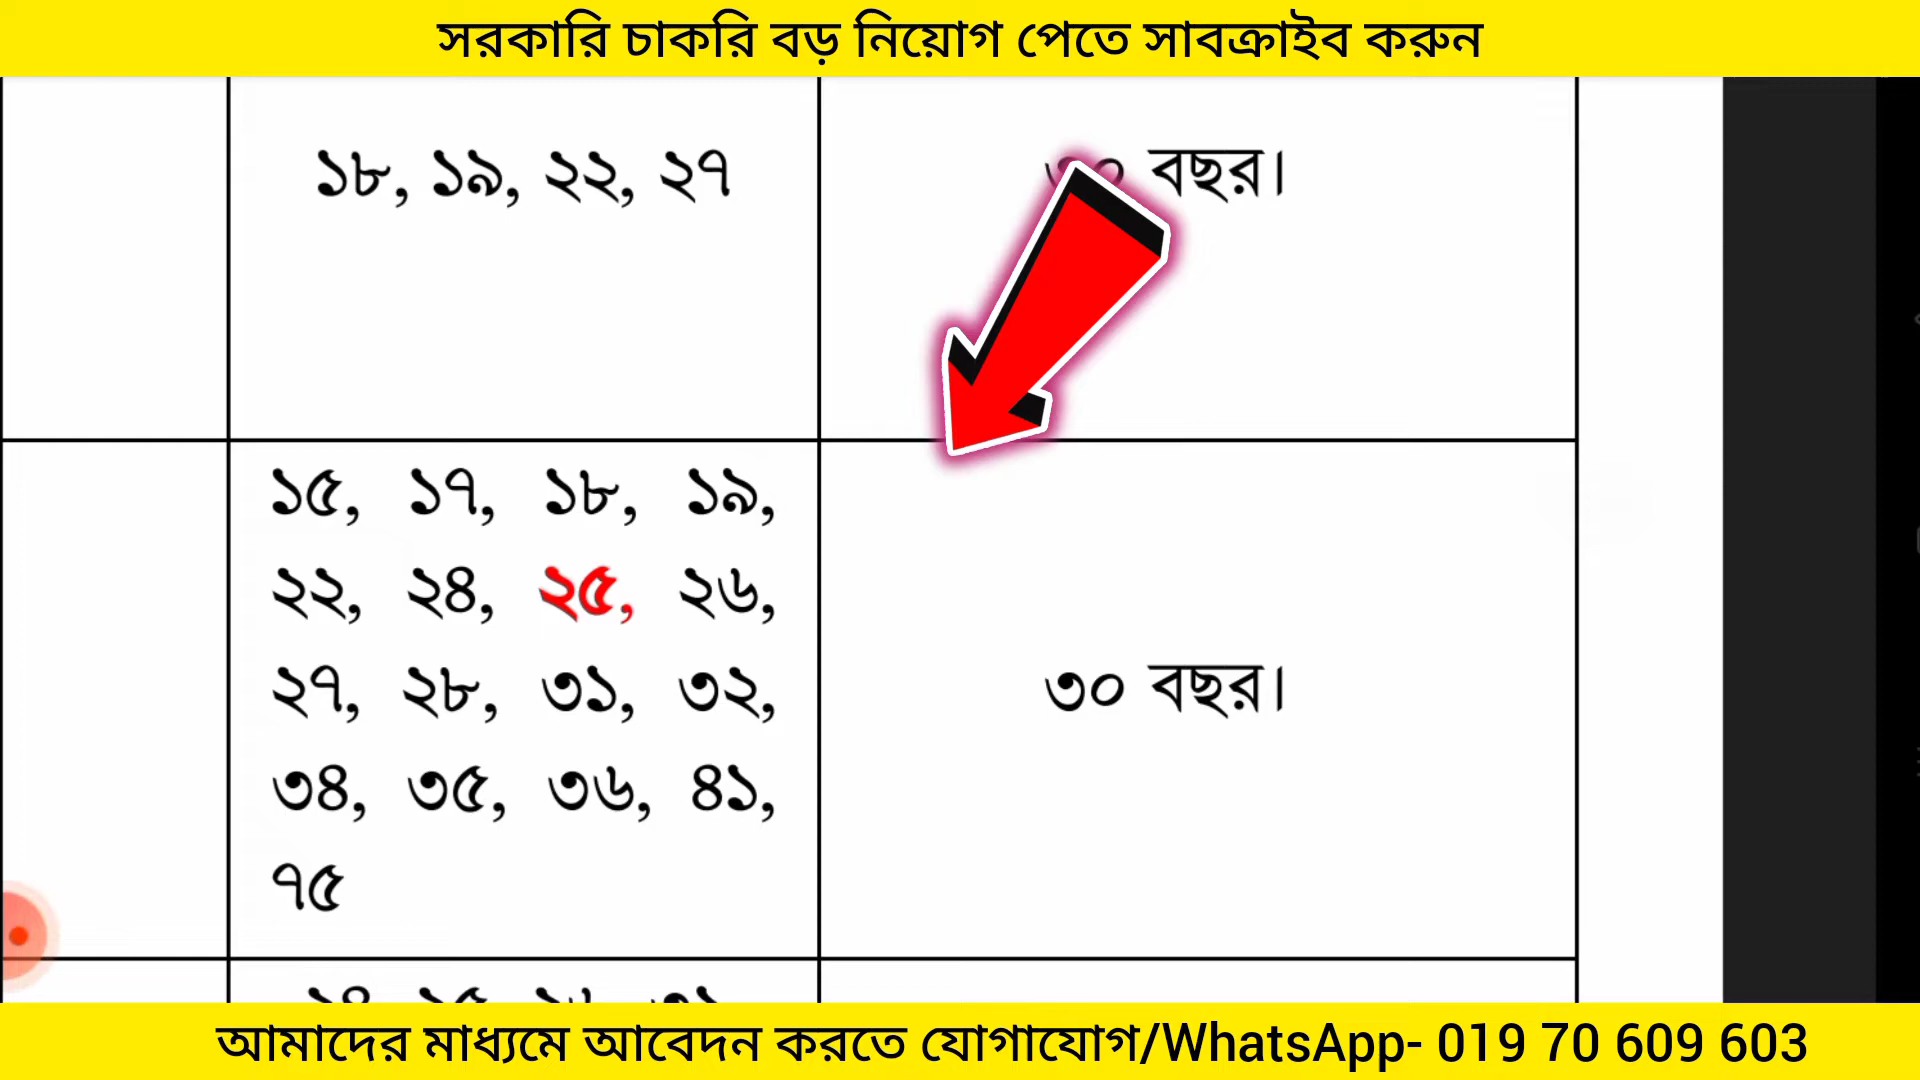 সরকারি চাকরি বড় নিয়োগ পেতে সাবক্রাইব করুন
১৮, ১৯, ২২, ২৭
বছর।
১৫, ১৭, ১৮, ১৯,
২২, ২৪, ২৫, ২৬,
২৭, ২৮, ৩১, ৩২,
৩৪, ৩৫, ৩৬, ৪১,
৭৫
৩০ বছর।
আমাদের মাধ্যমে আবেদন করতে যোগাযোগ/WhatsApp- 019 70 609 603